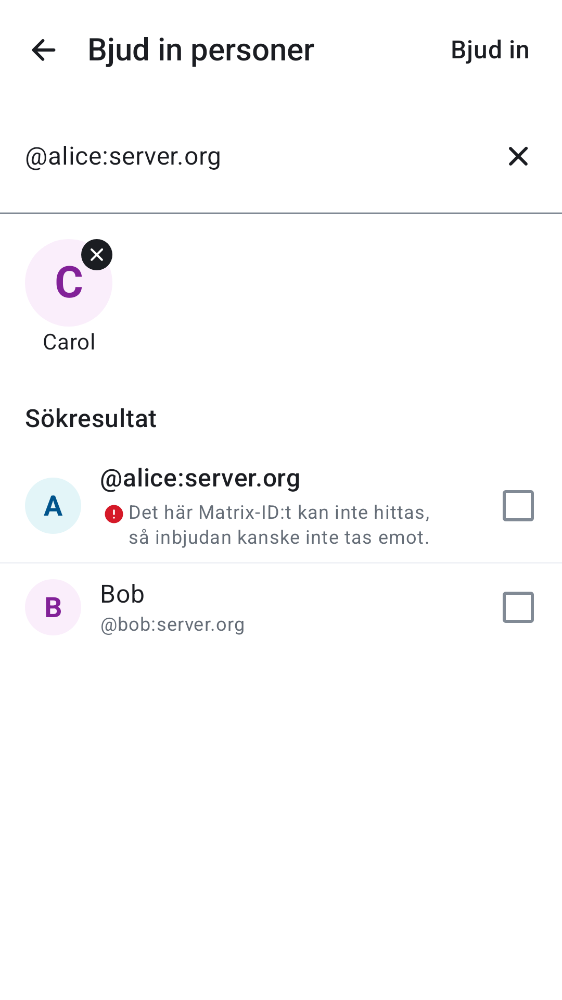 Bjud in personer
Bjud in
@alice:server.org
C
Carol
Sökresultat
A
@alice:server.org
Det här Matrix-ID:t kan inte hittas,
så inbjudan kanske inte tas emot.
B
Bob
@bob:server.org